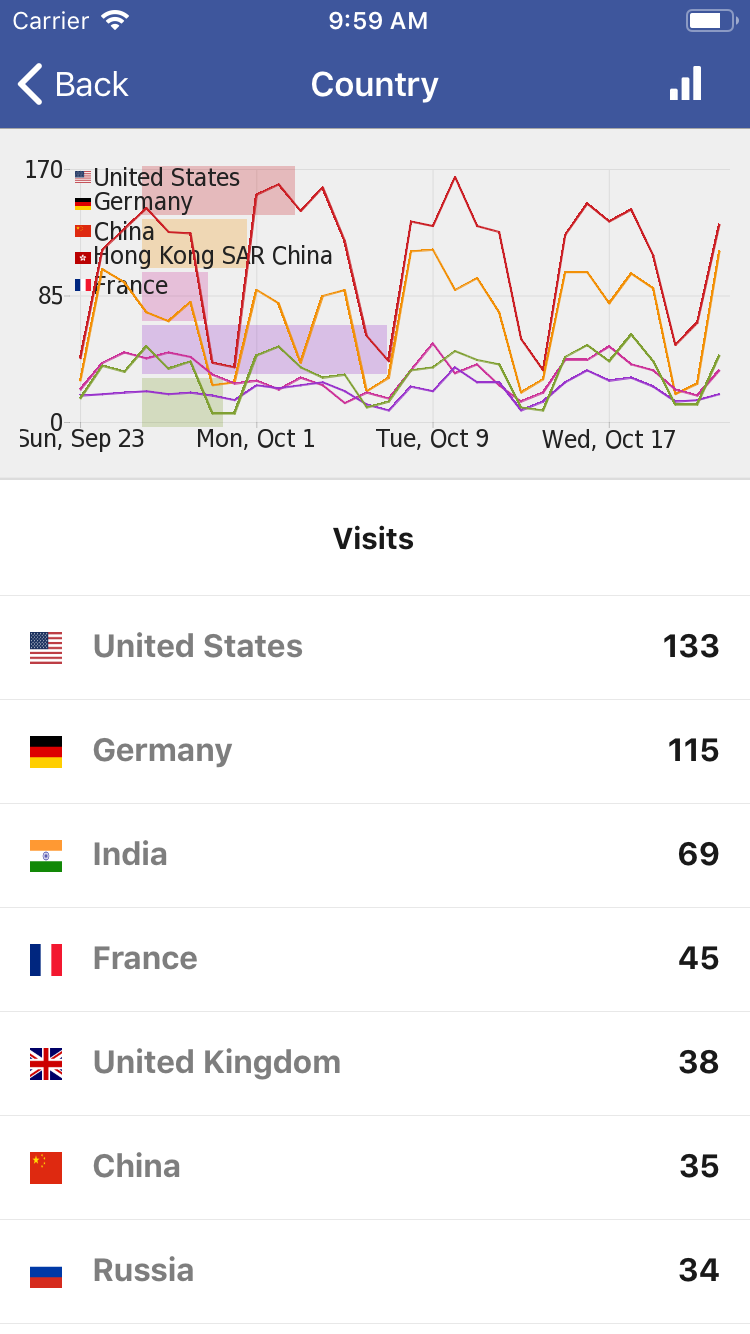 Carrier 9:59 AM
Back Country
170
United States
Germany
China
Hong Kong SAR China
France
85
0
Sun, Sep 23 Mon, Oct 1 Tue, Oct 9 Wed, Oct 17
Visits
United States 133
Germany 115
India 69
France 45
United Kingdom 38
China 35
Russia 34